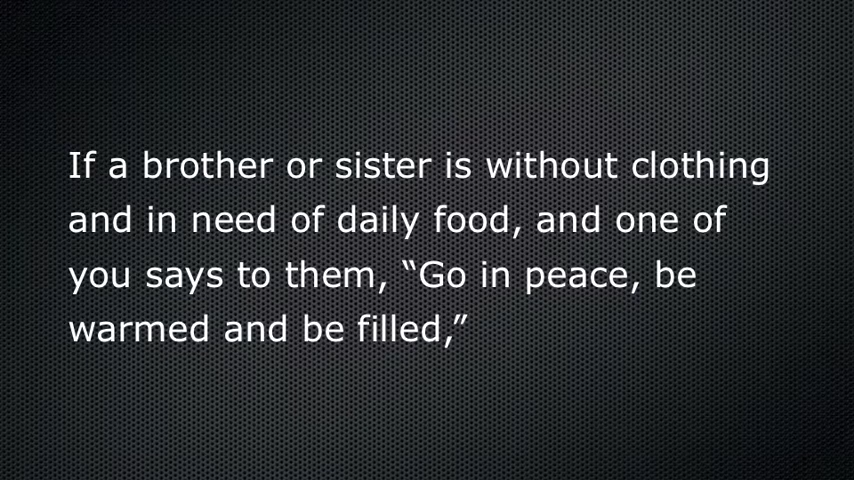 If a brother or sister is without clothing
and in need of daily food, and one of
you says to them, “Go in peace, be
warmed and be filled,”